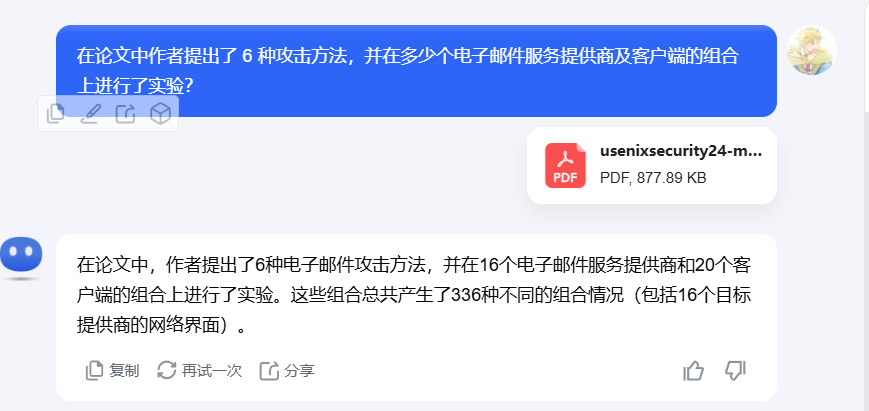 在论文中作者提出了 6 种攻击方法，并在多少个电子邮件服务提供商及客户端的组合
上进行了实验？
usenixsecurity24-m...
PDF
PDF, 877.89 KB
在论文中，作者提出了6种电子邮件攻击方法，并在16个电子邮件服务提供商和20个客
户端的组合上进行了实验。这些组合总共产生了336种不同的组合情况（包括16个目标
提供商的网络界面）。
复制
再试一次
分享